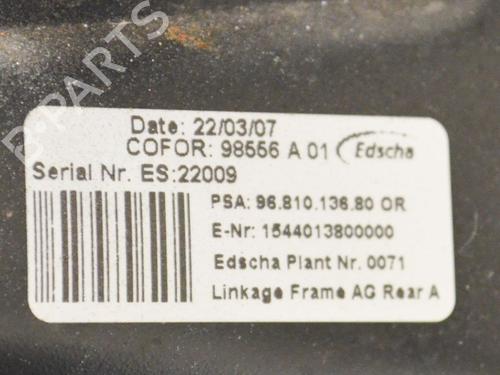 B-PARTS
Date: 22/03/07
COFOR: 98556 A 01 Edscha
Serial Nr. ES:22009
PSA: 96.810.136.80 OR
E-Nr: 1544013800000
Edscha Plant Nr. 0071
Linkage Frame AG Rear A